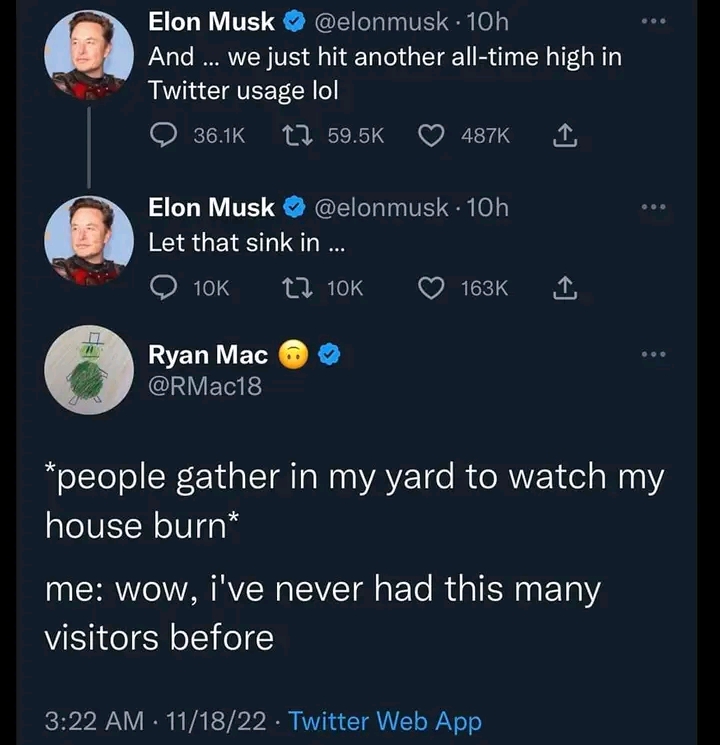 Elon Musk @elonmusk · 10h
And ... we just hit another all-time high in
Twitter usage lol
36.1K 59.5K 487K
Elon Musk @elonmusk · 10h
Let that sink in ...
10K 10K 163K
Ryan Mac 🙃
@RMac18
*people gather in my yard to watch my
house burn*
me: wow, i've never had this many
visitors before
3:22 AM · 11/18/22 · Twitter Web App